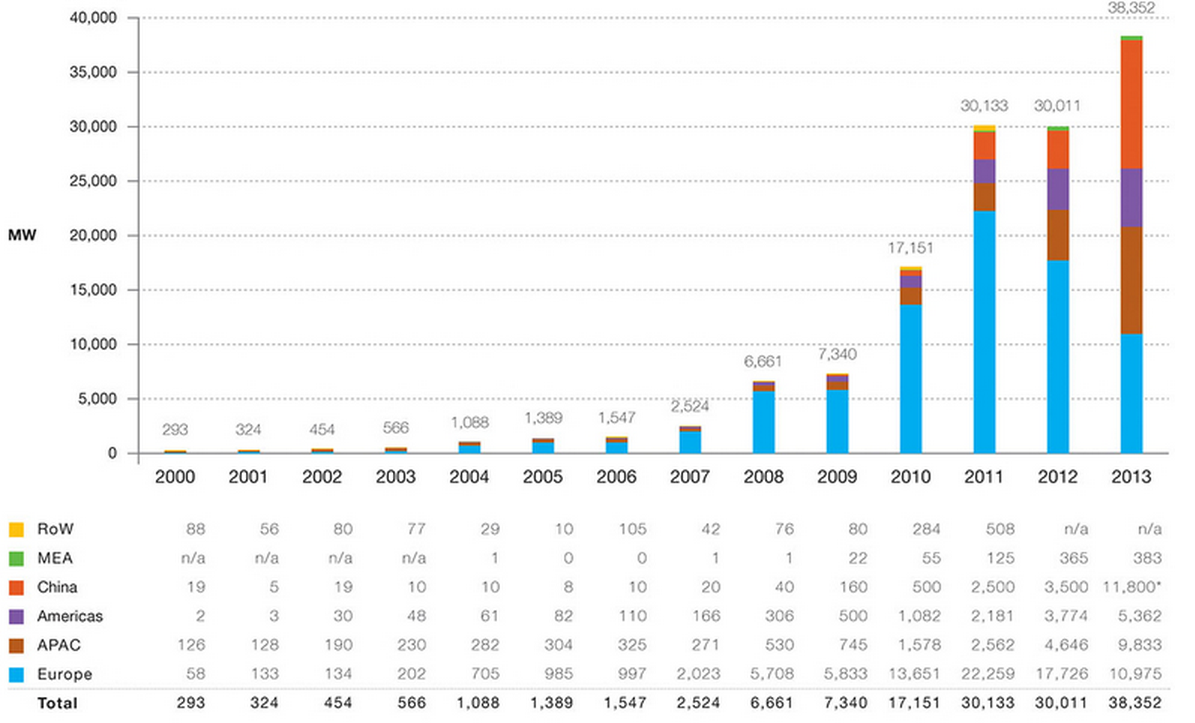 38,352
40,000
35,000
30,133 30,011
30,000
25,000
MW 20,000
17,151
15,000
10,000
6,661 7,340
5,000
293 324 454 566 1,088 1,389 1,547 2,524
0
2000 2001 2002 2003 2004 2005 2006 2007 2008 2009 2010 2011 2012 2013
RoW 88 56 80 77 29 10 105 42 76 80 284 508 n/a n/a
MEA n/a n/a n/a n/a 1 0 0 1 1 22 55 125 365 383
China 19 5 19 10 10 8 10 20 40 160 500 2,500 3,500 11,800*
Americas 2 3 30 48 61 82 110 166 306 500 1,082 2,181 3,774 5,362
APAC 126 128 190 230 282 304 325 271 530 745 1,578 2,562 4,646 9,833
Europe 58 133 134 202 705 985 997 2,023 5,708 5,833 13,651 22,259 17,726 10,975
Total 293 324 454 566 1,088 1,389 1,547 2,524 6,661 7,340 17,151 30,133 30,011 38,352